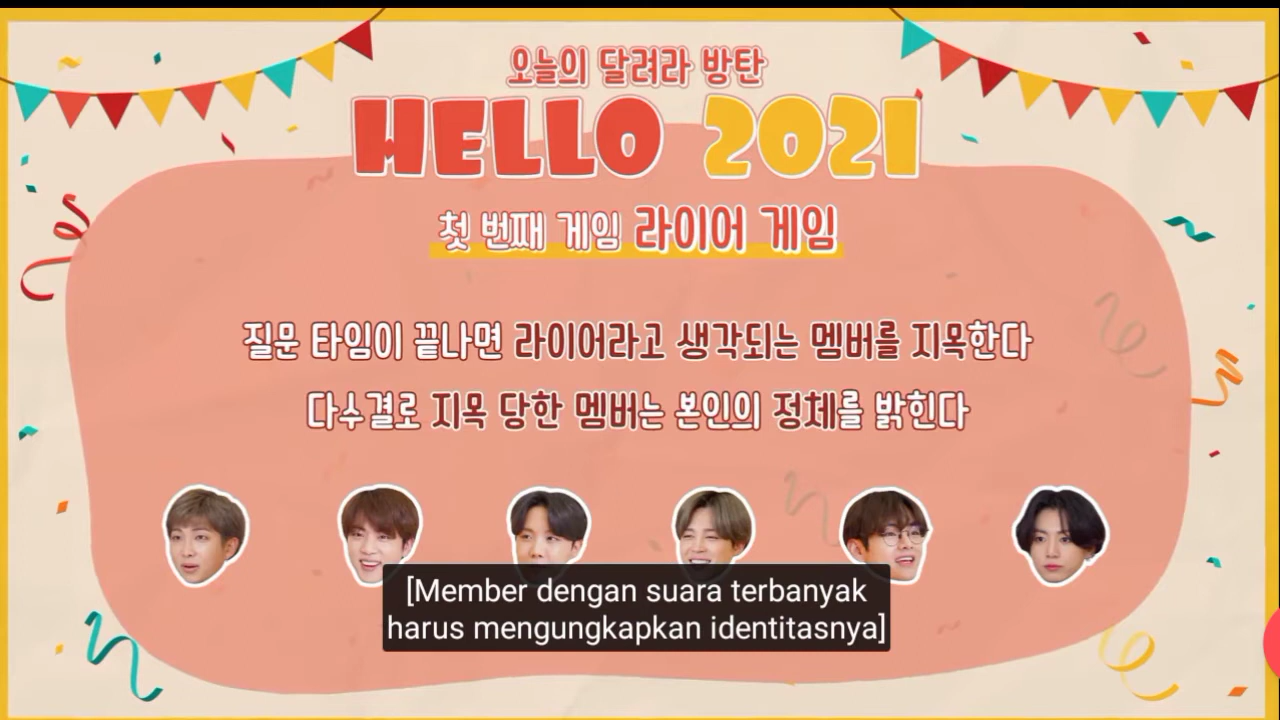 오늘의 달려라 방탄
HELLO 2021
첫 번째 게임 라이어 게임
질문 타임이 끝나면 라이어라고 생각되는 멤버를 지목한다
다수결로 지목 당한 멤버는 본인의 정체를 밝힌다
[Member dengan suara terbanyak
harus mengungkapkan identitasnya]